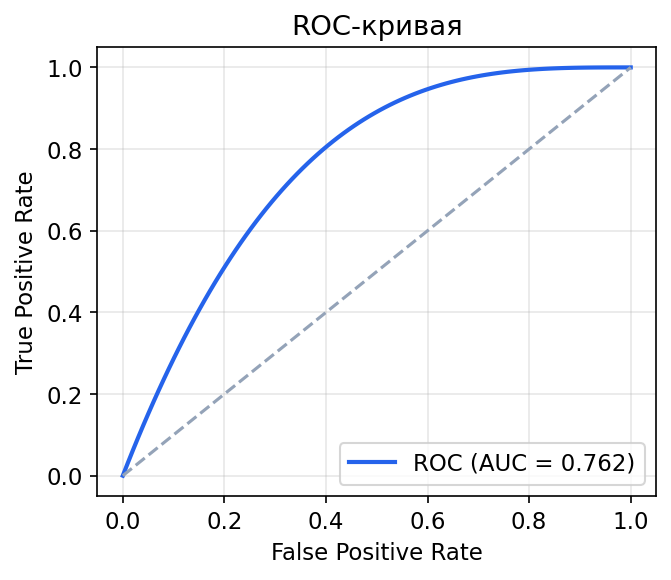 ROC-кривая
True Positive Rate
1.0
0.8
0.6
0.4
0.2
0.0
ROC (AUC = 0.762)
0.0 0.2 0.4 0.6 0.8 1.0
False Positive Rate